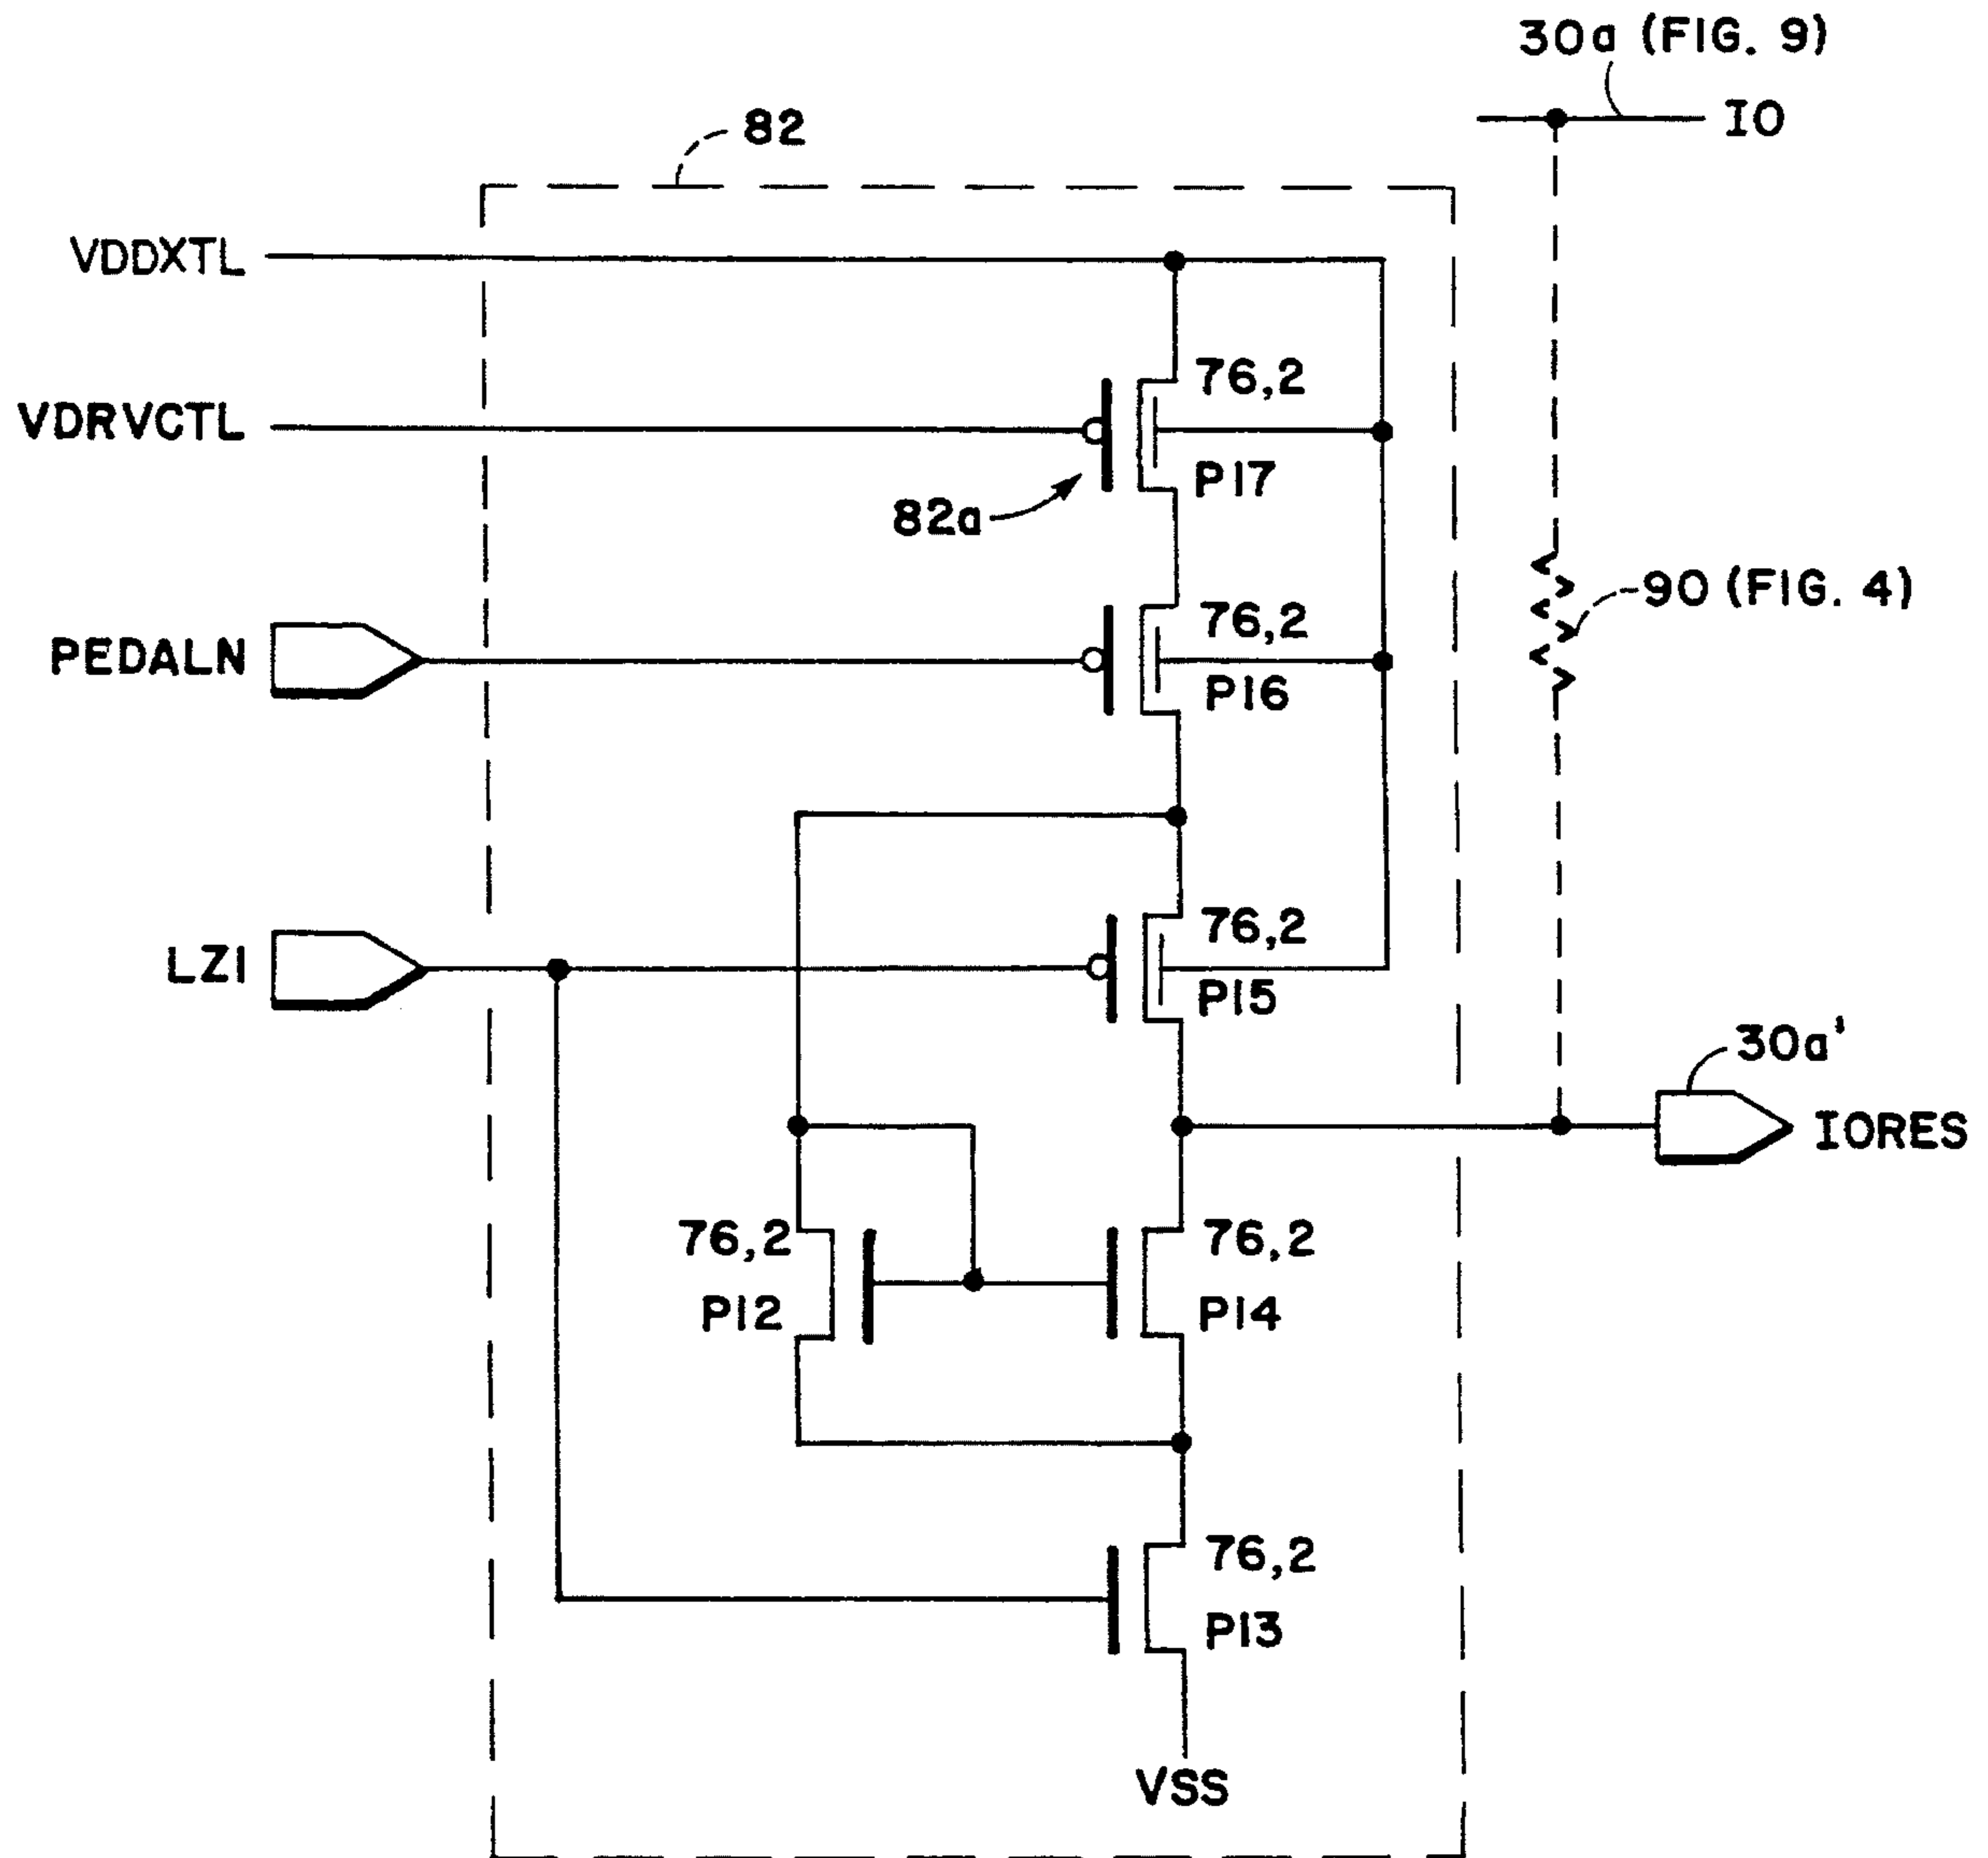 30a (FIG. 9)
IO
82
VDDXTL
76,2
VDRVCTL
P17
82a
90 (FIG. 4)
76,2
PEDALN
P16
76,2
LZ1
P15
30a'
IORES
76,2
76,2
P12
P14
76,2
P13
VSS